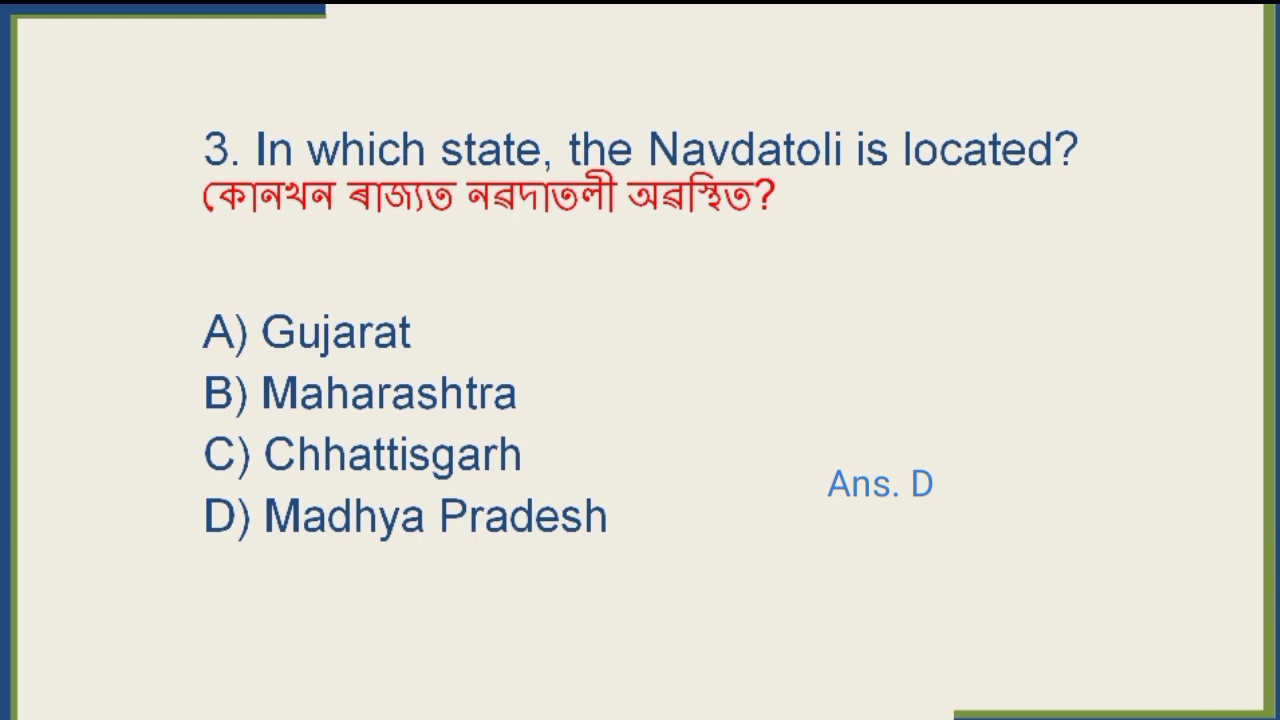 3. In which state, the Navdatoli is located?
কোনখন ৰাজ্যত নৱদাতলী অৱস্থিত?
A) Gujarat
B) Maharashtra
C) Chhattisgarh
D) Madhya Pradesh
Ans. D